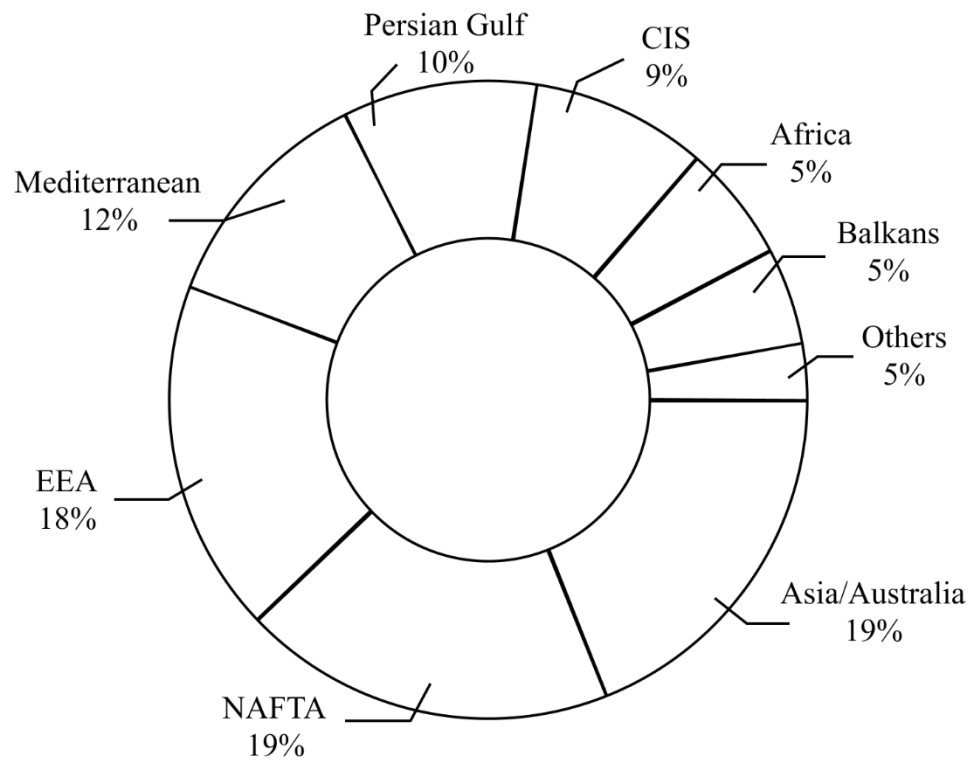 Persian Gulf
10%
CIS
9%
Africa
5%
Mediterranean
12%
Balkans
5%
Others
5%
EEA
18%
Asia/Australia
19%
NAFTA
19%